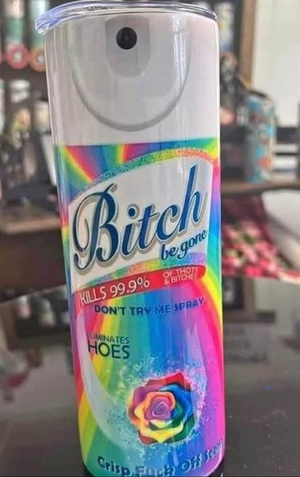 Bitch
be gone
KILLS 99.9% OF THOTS
& BITCHES
DON'T TRY ME SPRAY
ELIMINATES
HOES
Crisp Fuck Off Scent